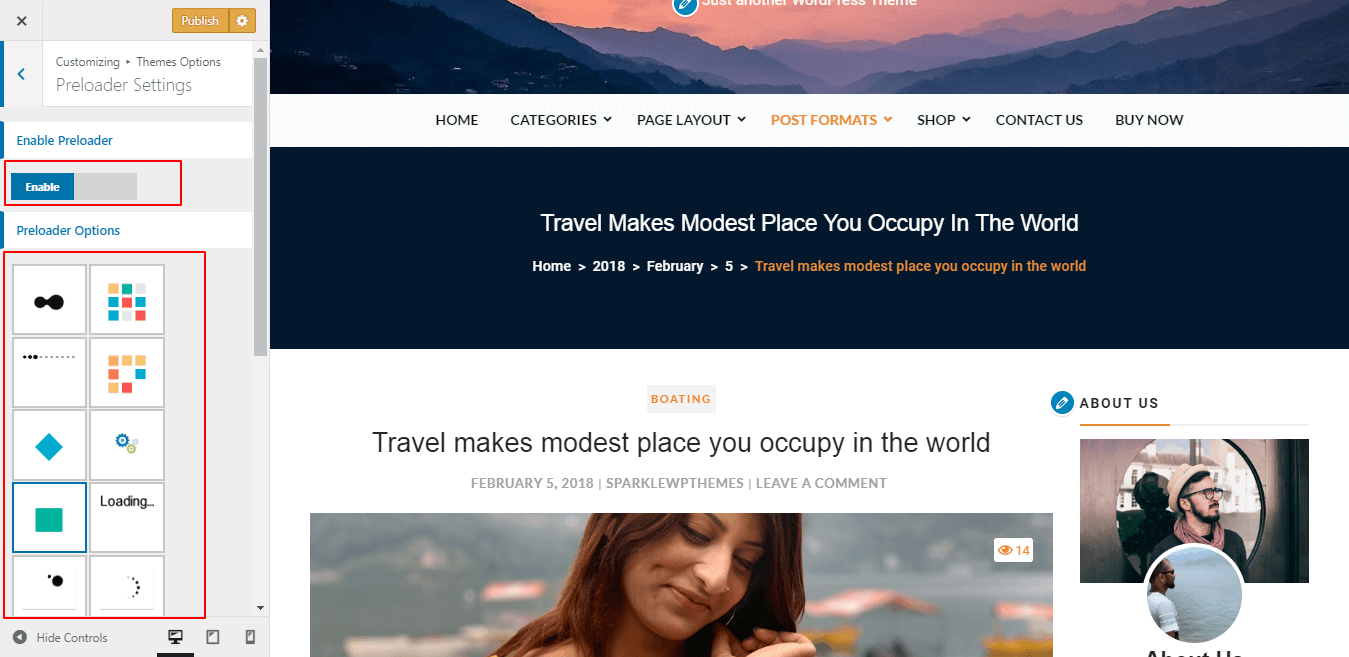 Publish
Customizing ▸ Themes Options
Preloader Settings
Enable Preloader
Enable
Preloader Options
Loading...
Hide Controls
Just another WordPress Theme
HOME CATEGORIES PAGE LAYOUT POST FORMATS SHOP CONTACT US BUY NOW
Travel Makes Modest Place You Occupy In The World
Home > 2018 > February > 5 > Travel makes modest place you occupy in the world
BOATING
Travel makes modest place you occupy in the world
FEBRUARY 5, 2018 | SPARKLEWPTHEMES | LEAVE A COMMENT
14
ABOUT US
About Us